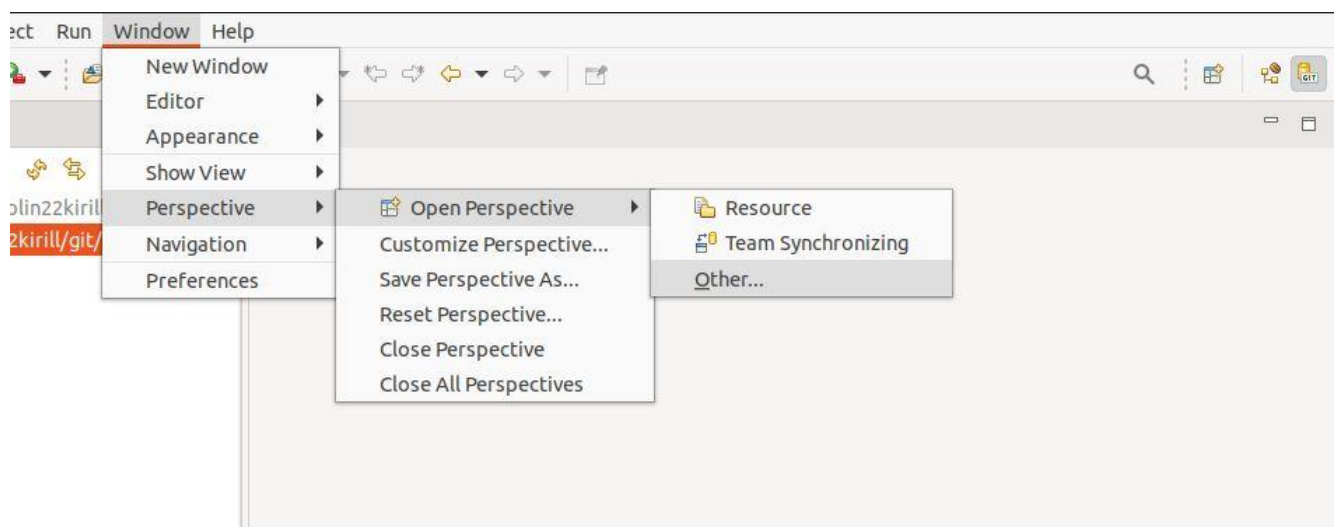 ect Run Window Help
New Window
Editor
Appearance
Show View
Perspective
Navigation
Preferences
Open Perspective
Customize Perspective...
Save Perspective As...
Reset Perspective...
Close Perspective
Close All Perspectives
Resource
Team Synchronizing
Other...
GIT
olin22kirill
2kirill/git/